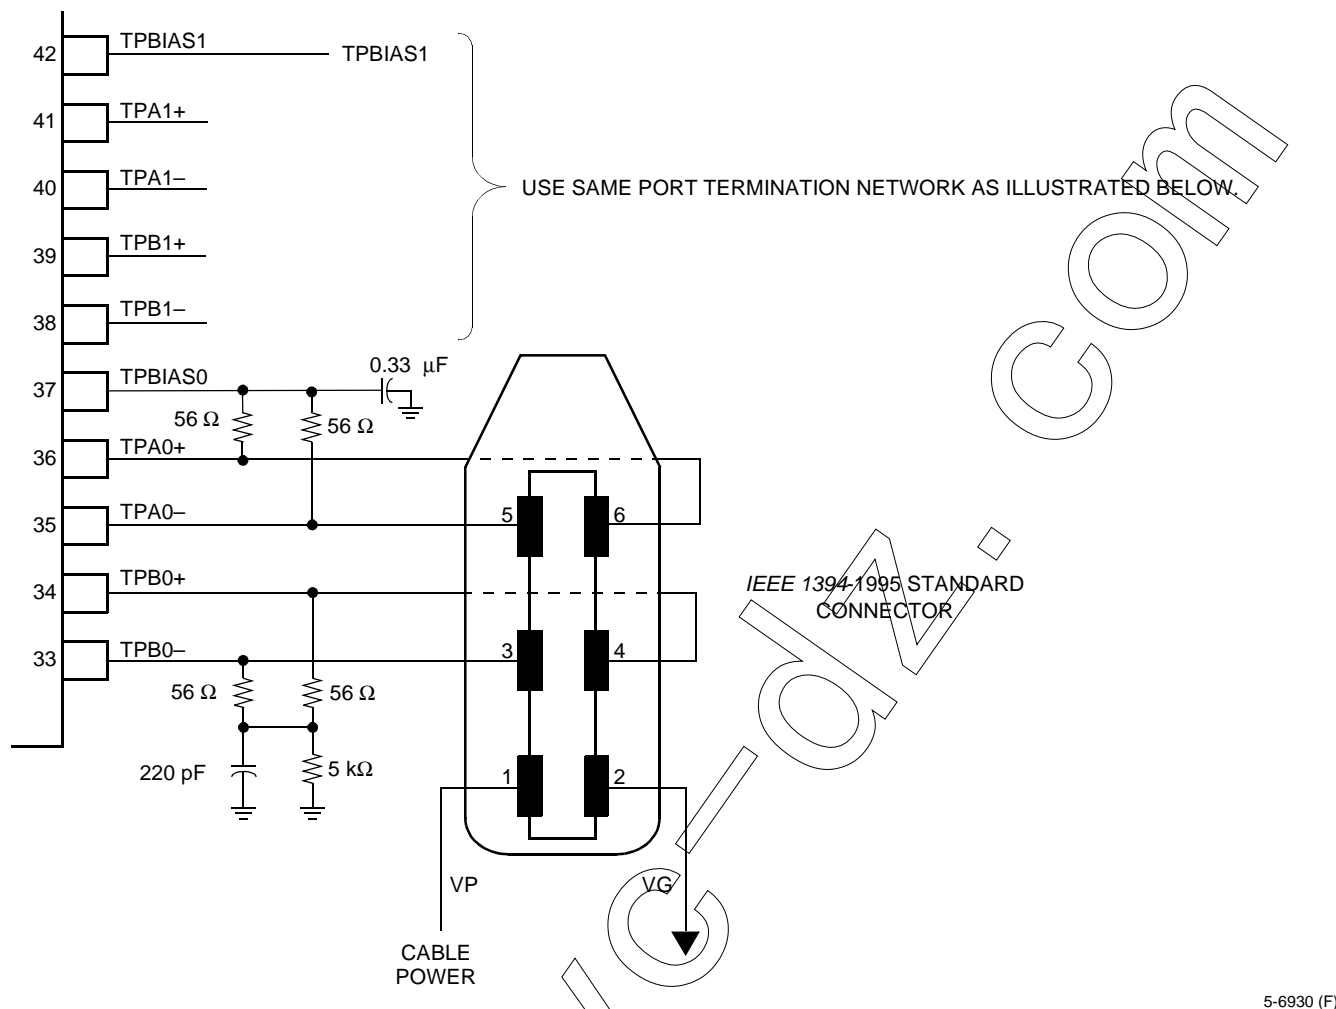 42 TPBIAS1 TPBIAS1
41 TPA1+
40 TPA1–
USE SAME PORT TERMINATION NETWORK AS ILLUSTRATED BELOW.
39 TPB1+
38 TPB1–
0.33 μF
37 TPBIAS0
56 Ω 56 Ω
36 TPA0+
35 TPA0– 5 6
34 TPB0+
IEEE 1394-1995 STANDARD
CONNECTOR
33 TPB0– 3 4
56 Ω 56 Ω
220 pF 5 kΩ 1 2
VP VG
CABLE
POWER
5-6930 (F)
c-dz.com